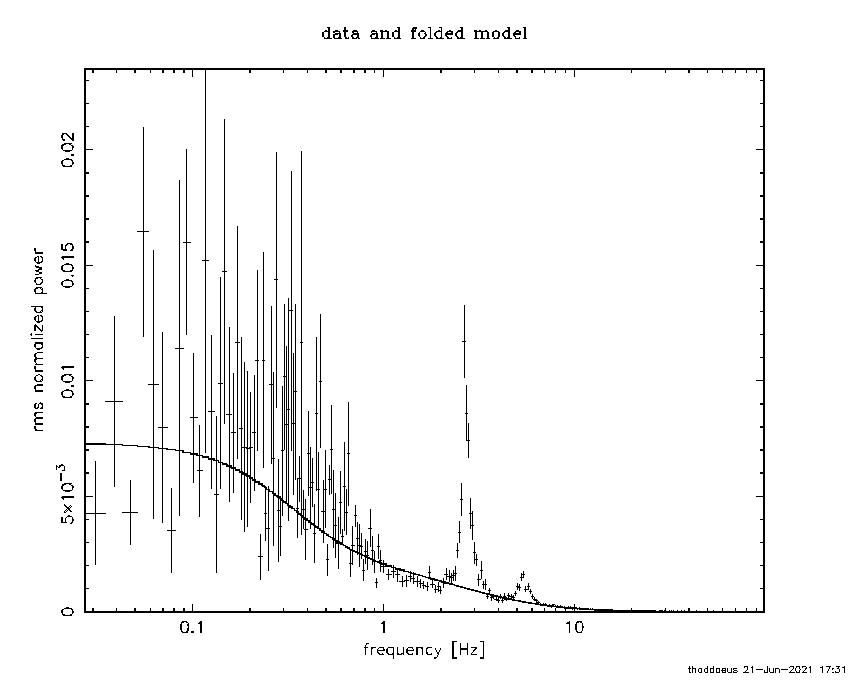 data and folded model
0.02
0.015
0.01
5×10⁻³
0
rms normalized power
0.1 1 10
frequency [Hz]
thoddaeus 21-Jun-2021 17:31